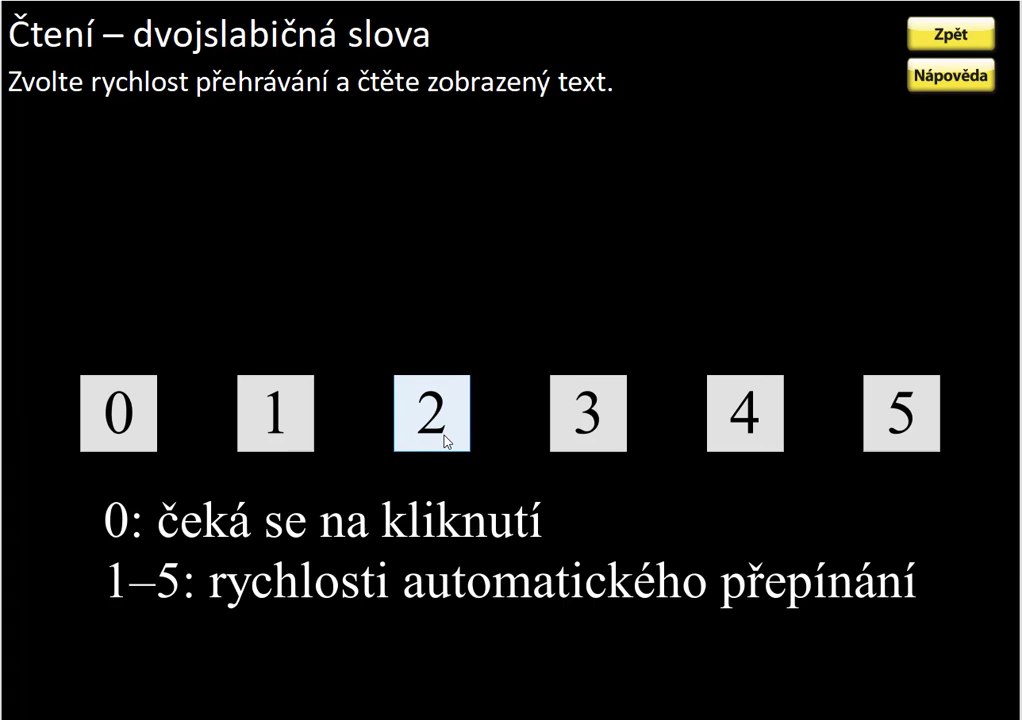 Čtení – dvojslabičná slova
Zpět
Zvolte rychlost přehrávání a čtěte zobrazený text.
Nápověda
0 1 2 3 4 5
0: čeká se na kliknutí
1–5: rychlosti automatického přepínání